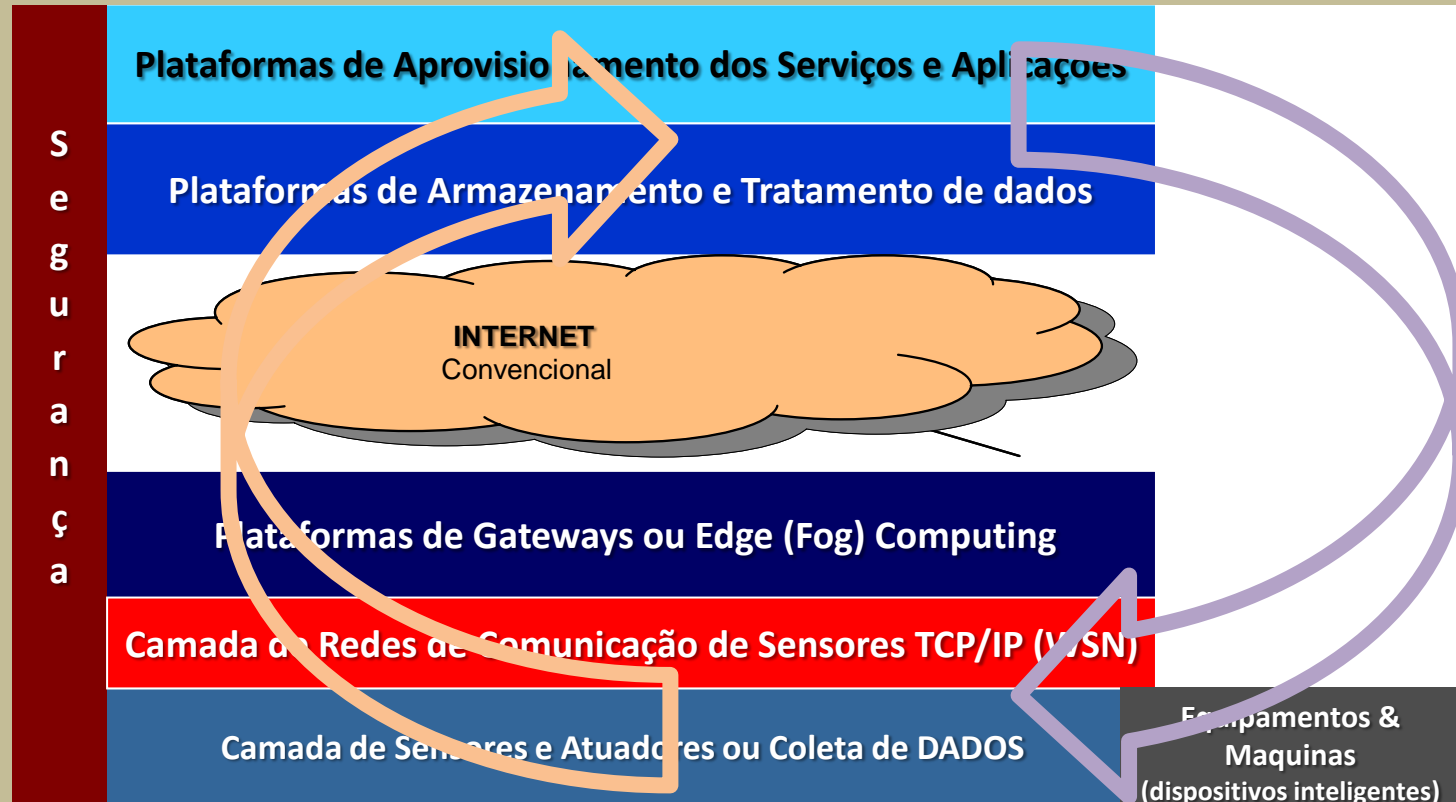 Segurança
Plataformas de Aprovisionamento dos Serviços e Aplicações
Plataformas de Armazenamento e Tratamento de dados
INTERNET
Convencional
Plataformas de Gateways ou Edge (Fog) Computing
Camada de Redes de Comunicação de Sensores TCP/IP (WSN)
Camada de Sensores e Atuadores ou Coleta de DADOS
Equipamentos &
Maquinas
(dispositivos inteligentes)